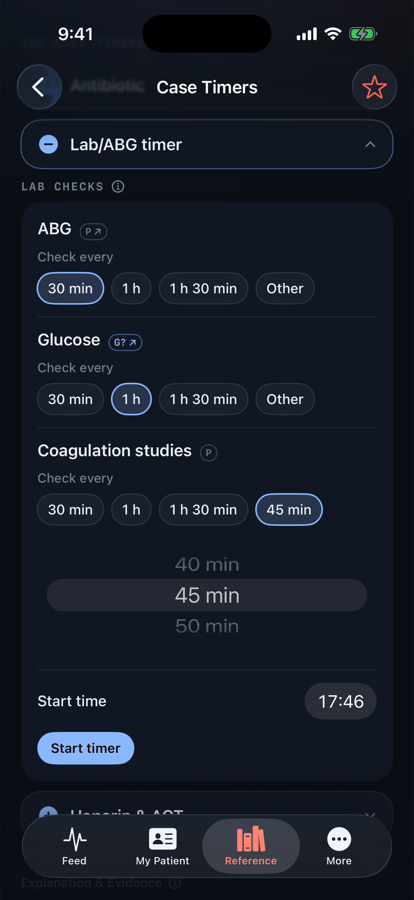 9:41
Antibiotic
Case Timers
Lab/ABG timer
LAB CHECKS
ABG P↗
Check every
30 min 1 h 1 h 30 min Other
Glucose G?↗
Check every
30 min 1 h 1 h 30 min Other
Coagulation studies P
Check every
30 min 1 h 1 h 30 min 45 min
40 min
45 min
50 min
Start time 17:46
Start timer
Heparin & ACT
Feed My Patient Reference More
Explanation & Evidence